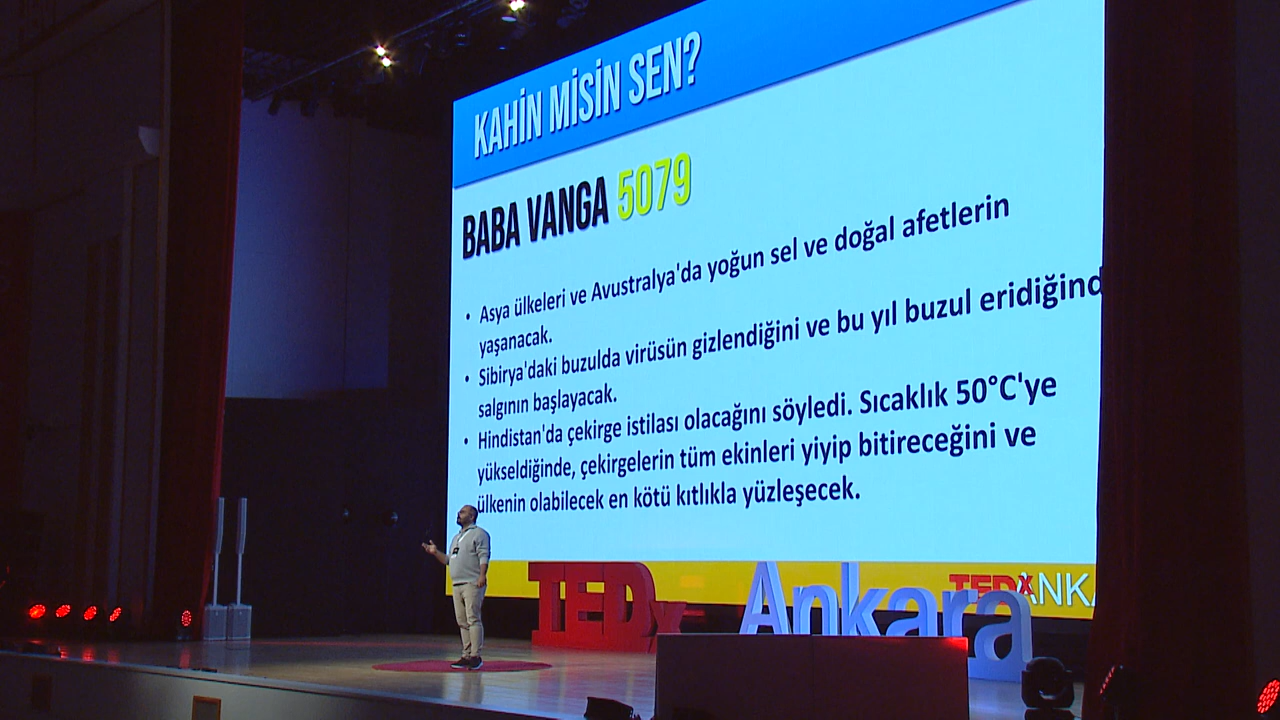 KAHİN MİSİN SEN?
BABA VANGA 5079
• Asya ülkeleri ve Avustralya'da yoğun sel ve doğal afetlerin
yaşanacak.
• Sibirya'daki buzulda virüsün gizlendiğini ve bu yıl buzul eridiğind
salgının başlayacak.
• Hindistan'da çekirge istilası olacağını söyledi. Sıcaklık 50°C'ye
yükseldiğinde, çekirgelerin tüm ekinleri yiyip bitireceğini ve
ülkenin olabilecek en kötü kıtlıkla yüzleşecek.
TEDxANKA
TEDx Ankara